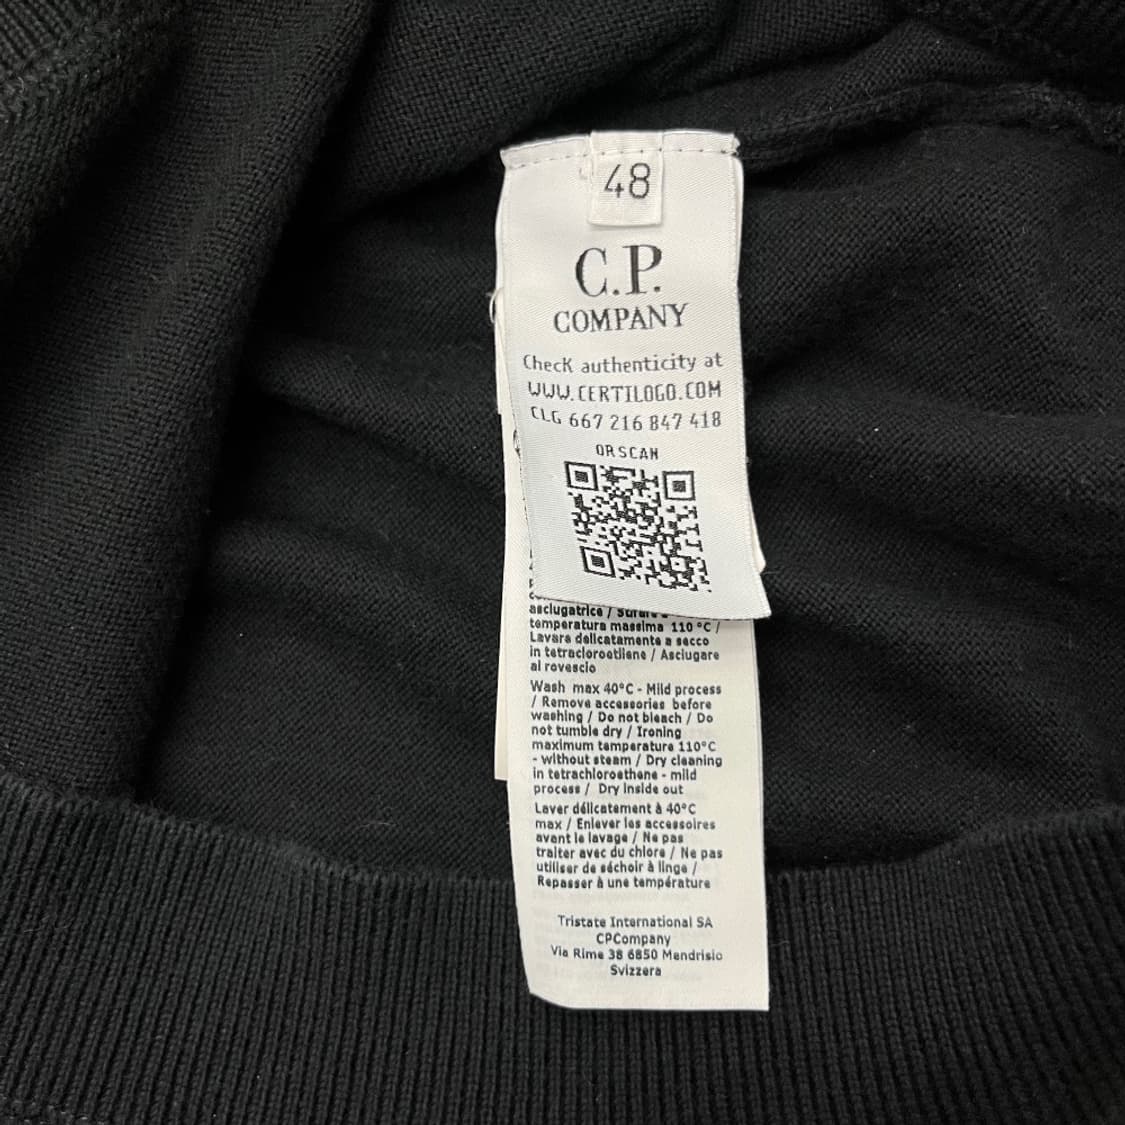 48
C.P.
COMPANY
Check authenticity at
WWW.CERTILOGO.COM
CLG 667 216 847 418
OR SCAN
asciugatrice /
temperatura massima 110 °C /
Lavare delicatamente a secco
in tetracloroetilene / Asciugare
al rovescio
Wash max 40°C - Mild process
/ Remove accessories before
washing / Do not bleach / Do
not tumble dry / Ironing
maximum temperature 110°C
- without steam / Dry cleaning
in tetrachloroethane - mild
process / Dry inside out
Laver délicatement à 40°C
max / Enlever les accessoires
avant le lavage / Ne pas
traiter avec du chlore / Ne pas
utiliser de séchoir à linge /
Repasser à une température
Tristate International SA
CPCompany
Via Rime 38 6850 Mendrisio
Svizzera